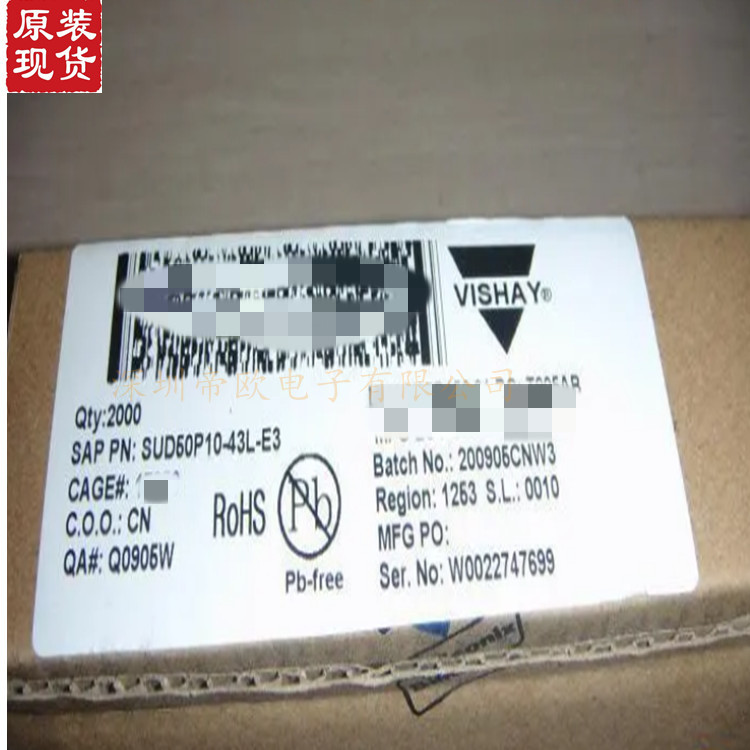 原装
现货
VISHAY®
深圳帝欧电子有限公司
Qty:2000
SAP PN: SUD50P10-43L-E3
CAGE#:
C.O.O.: CN
QA#: Q0905W
RoHS
Pb
Pb-free
Batch No.: 200905CNW3
Region: 1253 S.L.: 0010
MFG PO:
Ser. No: W0022747699